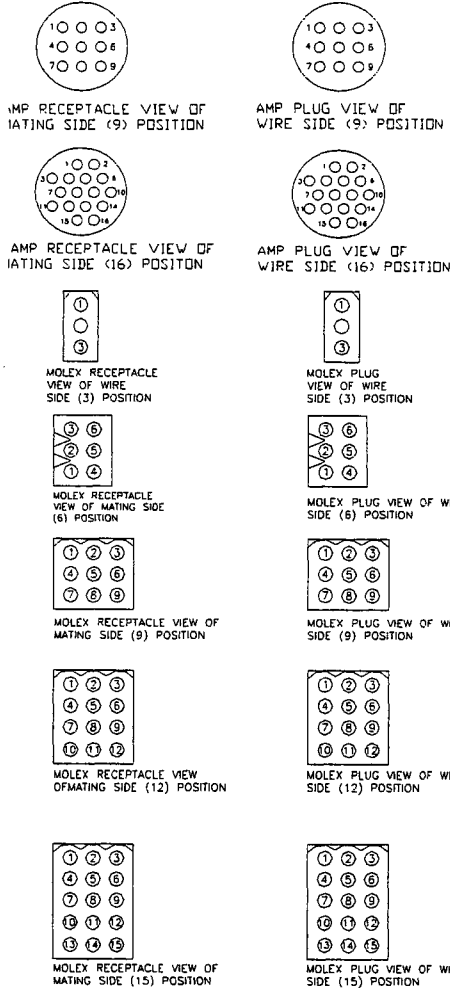 1 3
4 6
7 9
MP RECEPTACLE VIEW OF
IATING SIDE (9) POSITION
1 3
4 6
7 9
AMP PLUG VIEW OF
WIRE SIDE (9) POSITION
1 2
3 6
7 10
11 14
15 16
AMP RECEPTACLE VIEW OF
IATING SIDE (16) POSITON
1 2
3 6
7 10
11 14
15 16
AMP PLUG VIEW OF
WIRE SIDE (16) POSITION
1
3
MOLEX RECEPTACLE
VIEW OF WIRE
SIDE (3) POSITION
1
3
MOLEX PLUG
VIEW OF WIRE
SIDE (3) POSITION
3 6
2 5
1 4
MOLEX RECEPTACLE
VIEW OF MATING SIDE
(6) POSITION
3 6
2 5
1 4
MOLEX PLUG VIEW OF WI
SIDE (6) POSITION
1 2 3
4 5 6
7 8 9
MOLEX RECEPTACLE VIEW OF
MATING SIDE (9) POSITION
1 2 3
4 5 6
7 8 9
MOLEX PLUG VIEW OF WI
SIDE (9) POSITION
1 2 3
4 5 6
7 8 9
10 11 12
MOLEX RECEPTACLE VIEW
OFMATING SIDE (12) POSITION
1 2 3
4 5 6
7 8 9
10 11 12
MOLEX PLUG VIEW OF WI
SIDE (12) POSITION
1 2 3
4 5 6
7 8 9
10 11 12
13 14 15
MOLEX RECEPTACLE VIEW OF
MATING SIDE (15) POSITION
1 2 3
4 5 6
7 8 9
10 11 12
13 14 15
MOLEX PLUG VIEW OF WI
SIDE (15) POSITION